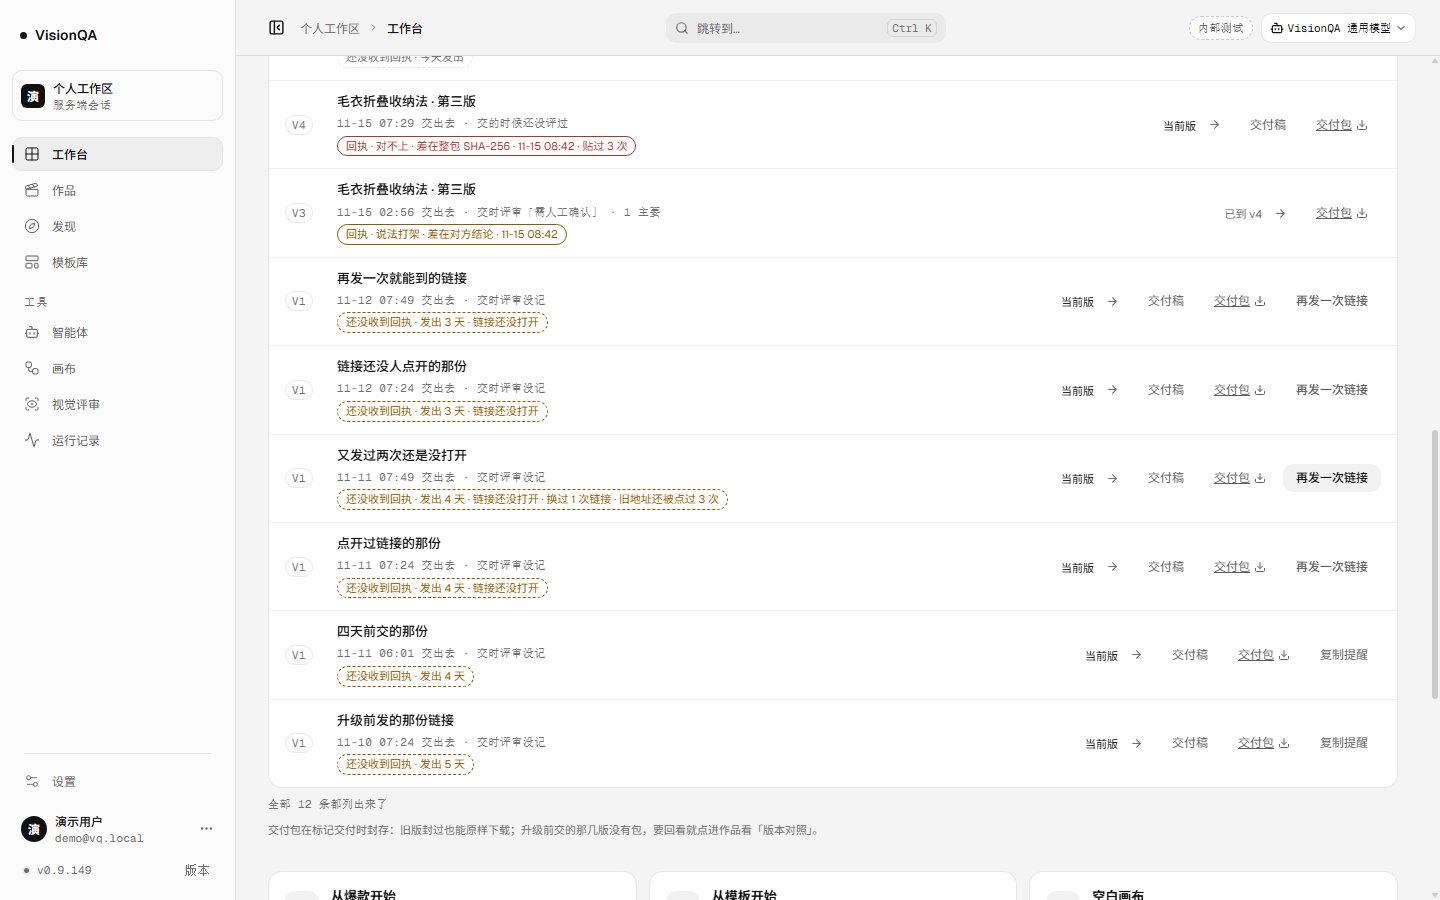 VisionQA
演
个人工作区
服务端会话
工作台
作品
发现
模板库
工具
智能体
画布
视觉评审
运行记录
设置
演
演示用户
demo@vq.local
v0.9.149
版本
个人工作区
工作台
跳转到…
Ctrl K
内部测试
VisionQA 通用模型
还没收到回执 · 今天发出
V4
毛衣折叠收纳法 · 第三版
11-15 07:29 交出去 · 交的时候还没评过
回执 · 对不上 · 差在整包 SHA-256 · 11-15 08:42 · 贴过 3 次
当前版
交付稿
交付包
V3
毛衣折叠收纳法 · 第三版
11-15 02:56 交出去 · 交时评审「需人工确认」 · 1 主要
回执 · 说法打架 · 差在对方结论 · 11-15 08:42
已到 v4
交付包
V1
再发一次就能到的链接
11-12 07:49 交出去 · 交时评审没记
还没收到回执 · 发出 3 天 · 链接还没打开
当前版
交付稿
交付包
再发一次链接
V1
链接还没人点开的那份
11-12 07:24 交出去 · 交时评审没记
还没收到回执 · 发出 3 天 · 链接还没打开
当前版
交付稿
交付包
再发一次链接
V1
又发过两次还是没打开
11-11 07:49 交出去 · 交时评审没记
还没收到回执 · 发出 4 天 · 链接还没打开 · 换过 1 次链接 · 旧地址还被点过 3 次
当前版
交付稿
交付包
再发一次链接
V1
点开过链接的那份
11-11 07:24 交出去 · 交时评审没记
还没收到回执 · 发出 4 天 · 链接还没打开
当前版
交付稿
交付包
再发一次链接
V1
四天前交的那份
11-11 06:01 交出去 · 交时评审没记
还没收到回执 · 发出 4 天
当前版
交付稿
交付包
复制提醒
V1
升级前发的那份链接
11-10 07:24 交出去 · 交时评审没记
还没收到回执 · 发出 5 天
当前版
交付稿
交付包
复制提醒
全部 12 条都列出来了
交付包在标记交付时封存：旧版封过也能原样下载；升级前交的那几版没有包，要回看就点进作品看「版本对照」。
从爆款开始
从模板开始
空白画布